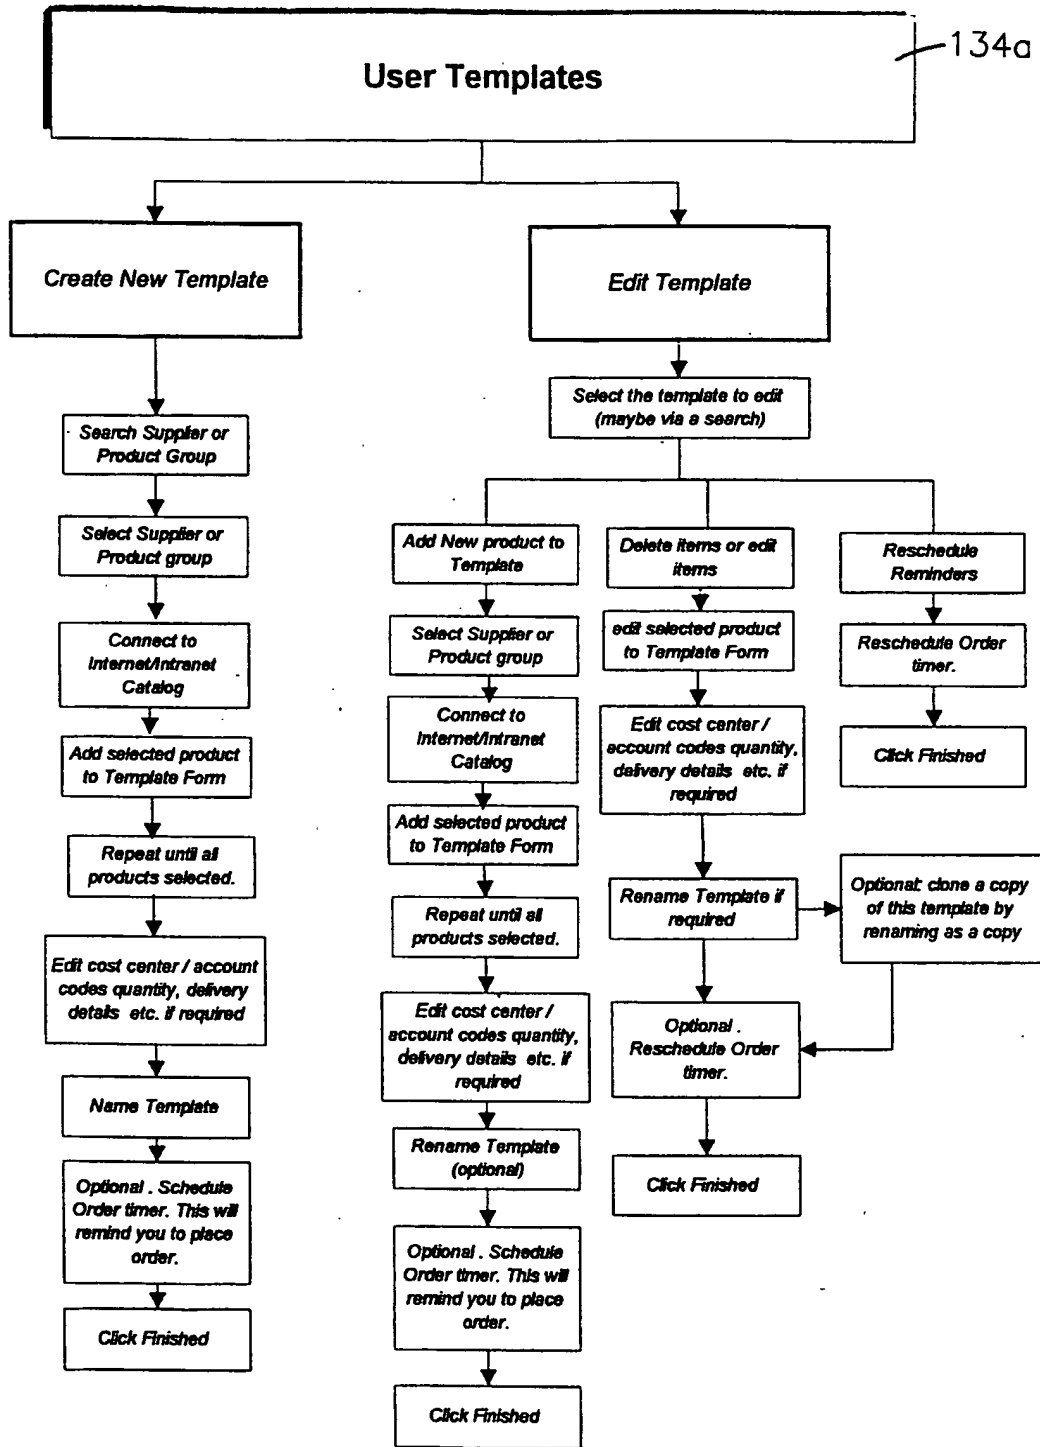 134a
User Templates
Create New Template
Edit Template
Search Supplier or
Product Group
Select Supplier or
Product group
Connect to
Internet/Intranet
Catalog
Add selected product
to Template Form
Repeat until all
products selected.
Edit cost center / account
codes quantity, delivery
details etc. if required
Name Template
Optional . Schedule
Order timer. This will
remind you to place
order.
Click Finished
Select the template to edit
(maybe via a search)
Add New product to
Template
Select Supplier or
Product group
Connect to
Internet/Intranet
Catalog
Add selected product
to Template Form
Repeat until all
products selected.
Edit cost center /
account codes quantity,
delivery details etc. if
required
Rename Template
(optional)
Optional . Schedule
Order timer. This will
remind you to place
order.
Click Finished
Delete items or edit
items
edit selected product
to Template Form
Edit cost center /
account codes quantity,
delivery details etc. if
required
Rename Template if
required
Optional: clone a copy
of this template by
renaming as a copy
Optional .
Reschedule Order
timer.
Click Finished
Reschedule
Reminders
Reschedule Order
timer.
Click Finished